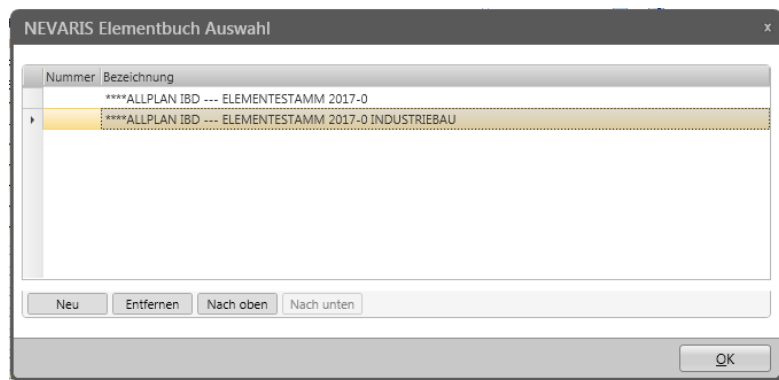 NEVARIS Elementbuch Auswahl x
Nummer Bezeichnung
****ALLPLAN IBD --- ELEMENTESTAMM 2017-0
****ALLPLAN IBD --- ELEMENTESTAMM 2017-0 INDUSTRIEBAU
Neu Entfernen Nach oben Nach unten
OK